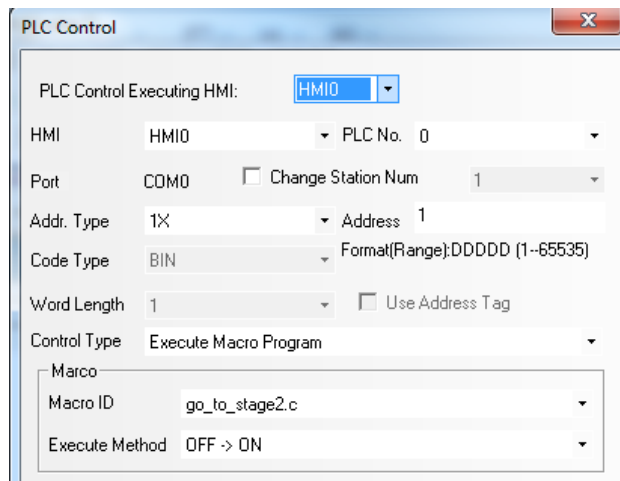 PLC Control
PLC Control Executing HMI: HMI0
HMI HMI0 PLC No. 0
Port COM0 Change Station Num 1
Addr. Type 1X Address 1
Code Type BIN Format(Range):DDDDD (1--65535)
Word Length 1 Use Address Tag
Control Type Execute Macro Program
Marco
Macro ID go_to_stage2.c
Execute Method OFF -> ON